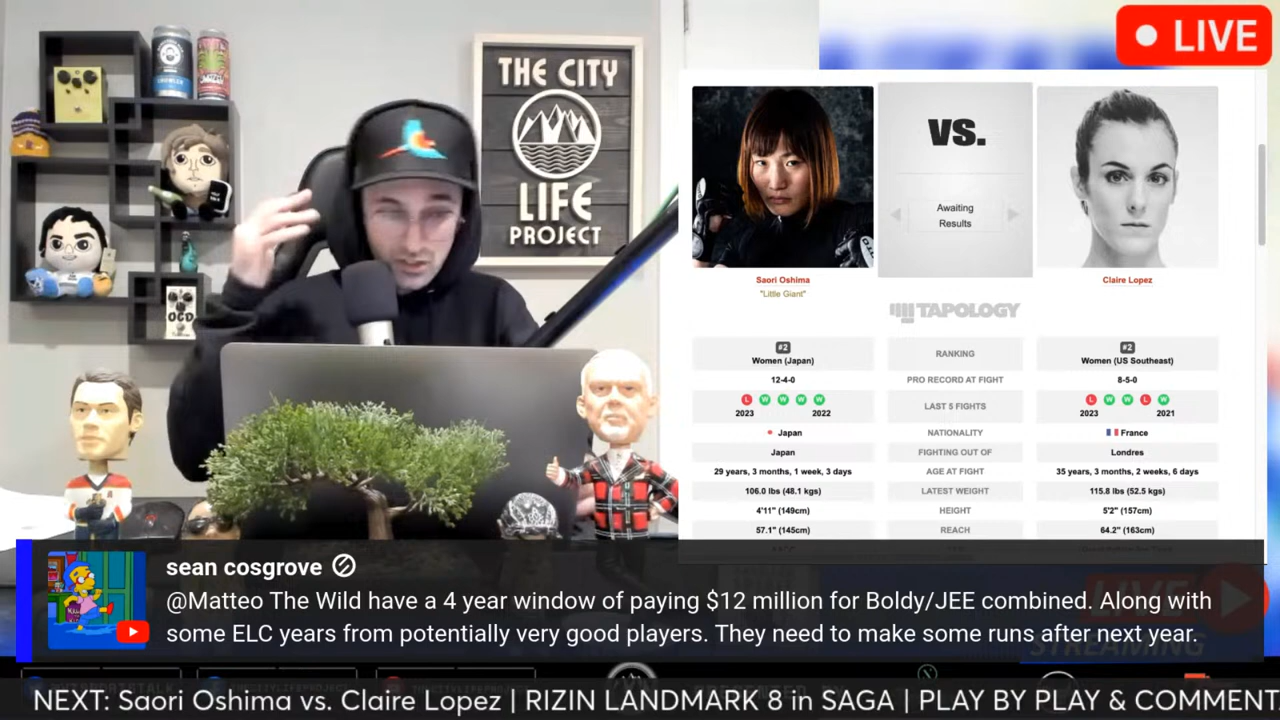 LIVE
THE CITY
LIFE
PROJECT
OCD
VS.
Awaiting
Results
Saori Oshima
"Little Giant"
Claire Lopez
TAPOLOGY
#2
Women (Japan)
RANKING
#2
Women (US Southeast)
12-4-0
PRO RECORD AT FIGHT
8-5-0
L W W W W
2023 2022
LAST 5 FIGHTS
L W W L W
2023 2021
Japan
NATIONALITY
France
Japan
FIGHTING OUT OF
Londres
29 years, 3 months, 1 week, 3 days
AGE AT FIGHT
35 years, 3 months, 2 weeks, 6 days
106.0 lbs (48.1 kgs)
LATEST WEIGHT
115.8 lbs (52.5 kgs)
4'11" (149cm)
HEIGHT
5'2" (157cm)
57.1" (145cm)
REACH
64.2" (163cm)
sean cosgrove
@Matteo The Wild have a 4 year window of paying $12 million for Boldy/JEE combined. Along with
some ELC years from potentially very good players. They need to make some runs after next year.
LIVE
STREAMING
NEXT: Saori Oshima vs. Claire Lopez | RIZIN LANDMARK 8 in SAGA | PLAY BY PLAY & COMMENT